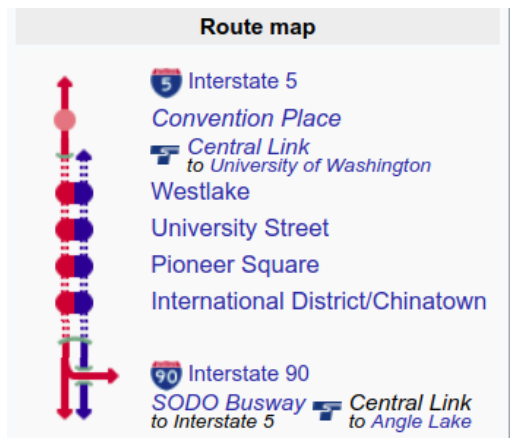 Route map
5 Interstate 5
Convention Place
Central Link
to University of Washington
Westlake
University Street
Pioneer Square
International District/Chinatown
90 Interstate 90
SODO Busway Central Link
to Interstate 5 to Angle Lake